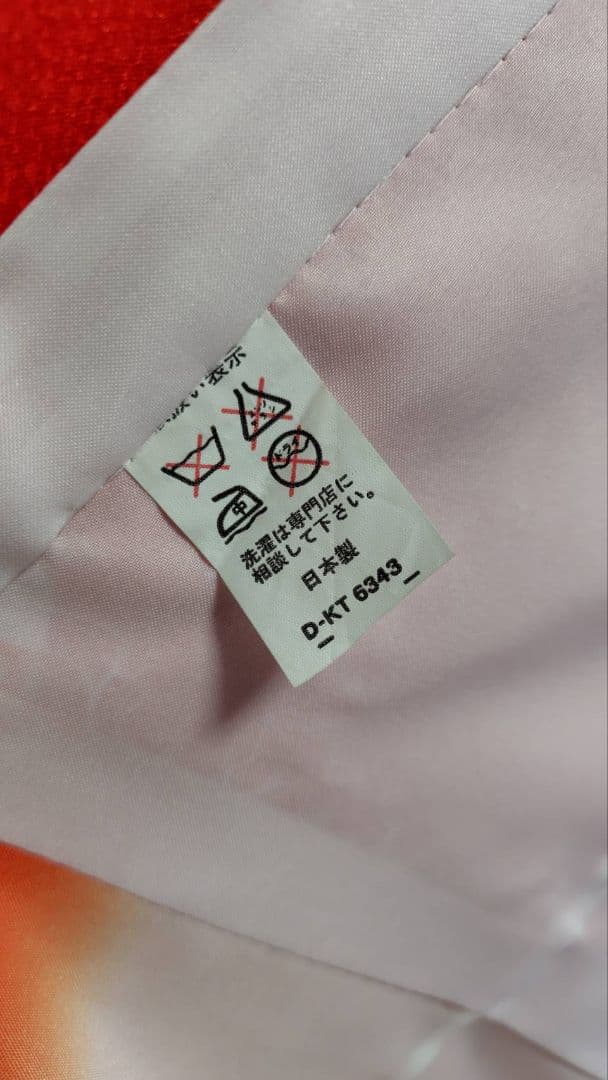 扱い表示
ドライ
中
洗濯は専門店に
相談して下さい。
日本製
D-KT 6343